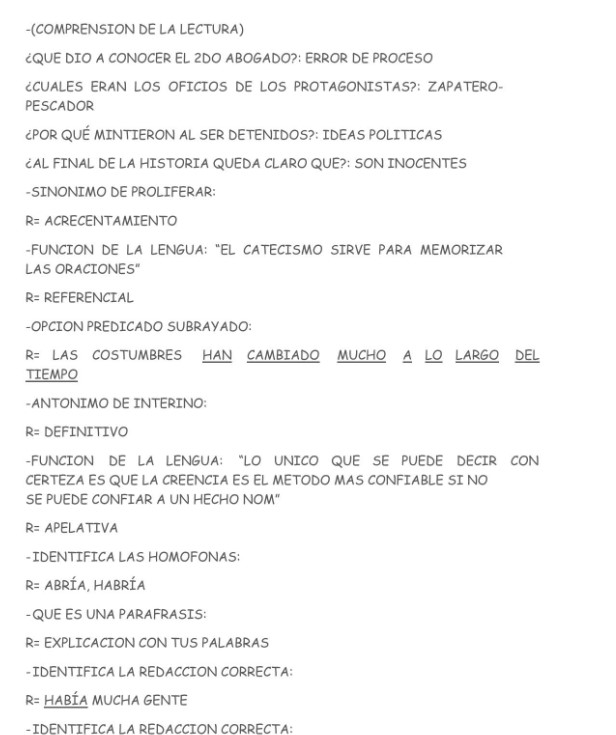 -(COMPRENSION DE LA LECTURA)
¿QUE DIO A CONOCER EL 2DO ABOGADO?: ERROR DE PROCESO
¿CUALES ERAN LOS OFICIOS DE LOS PROTAGONISTAS?: ZAPATERO-
PESCADOR
¿POR QUÉ MINTIERON AL SER DETENIDOS?: IDEAS POLITICAS
¿AL FINAL DE LA HISTORIA QUEDA CLARO QUE?: SON INOCENTES
-SINONIMO DE PROLIFERAR:
R= ACRECENTAMIENTO
-FUNCION DE LA LENGUA: "EL CATECISMO SIRVE PARA MEMORIZAR
LAS ORACIONES"
R= REFERENCIAL
-OPCION PREDICADO SUBRAYADO:
R= LAS COSTUMBRES HAN CAMBIADO MUCHO A LO LARGO DEL
TIEMPO
-ANTONIMO DE INTERINO:
R= DEFINITIVO
-FUNCION DE LA LENGUA: "LO UNICO QUE SE PUEDE DECIR CON
CERTEZA ES QUE LA CREENCIA ES EL METODO MAS CONFIABLE SI NO
SE PUEDE CONFIAR A UN HECHO NOM"
R= APELATIVA
-IDENTIFICA LAS HOMOFONAS:
R= ABRÍA, HABRÍA
-QUE ES UNA PARAFRASIS:
R= EXPLICACION CON TUS PALABRAS
-IDENTIFICA LA REDACCION CORRECTA:
R= HABÍA MUCHA GENTE
-IDENTIFICA LA REDACCION CORRECTA: